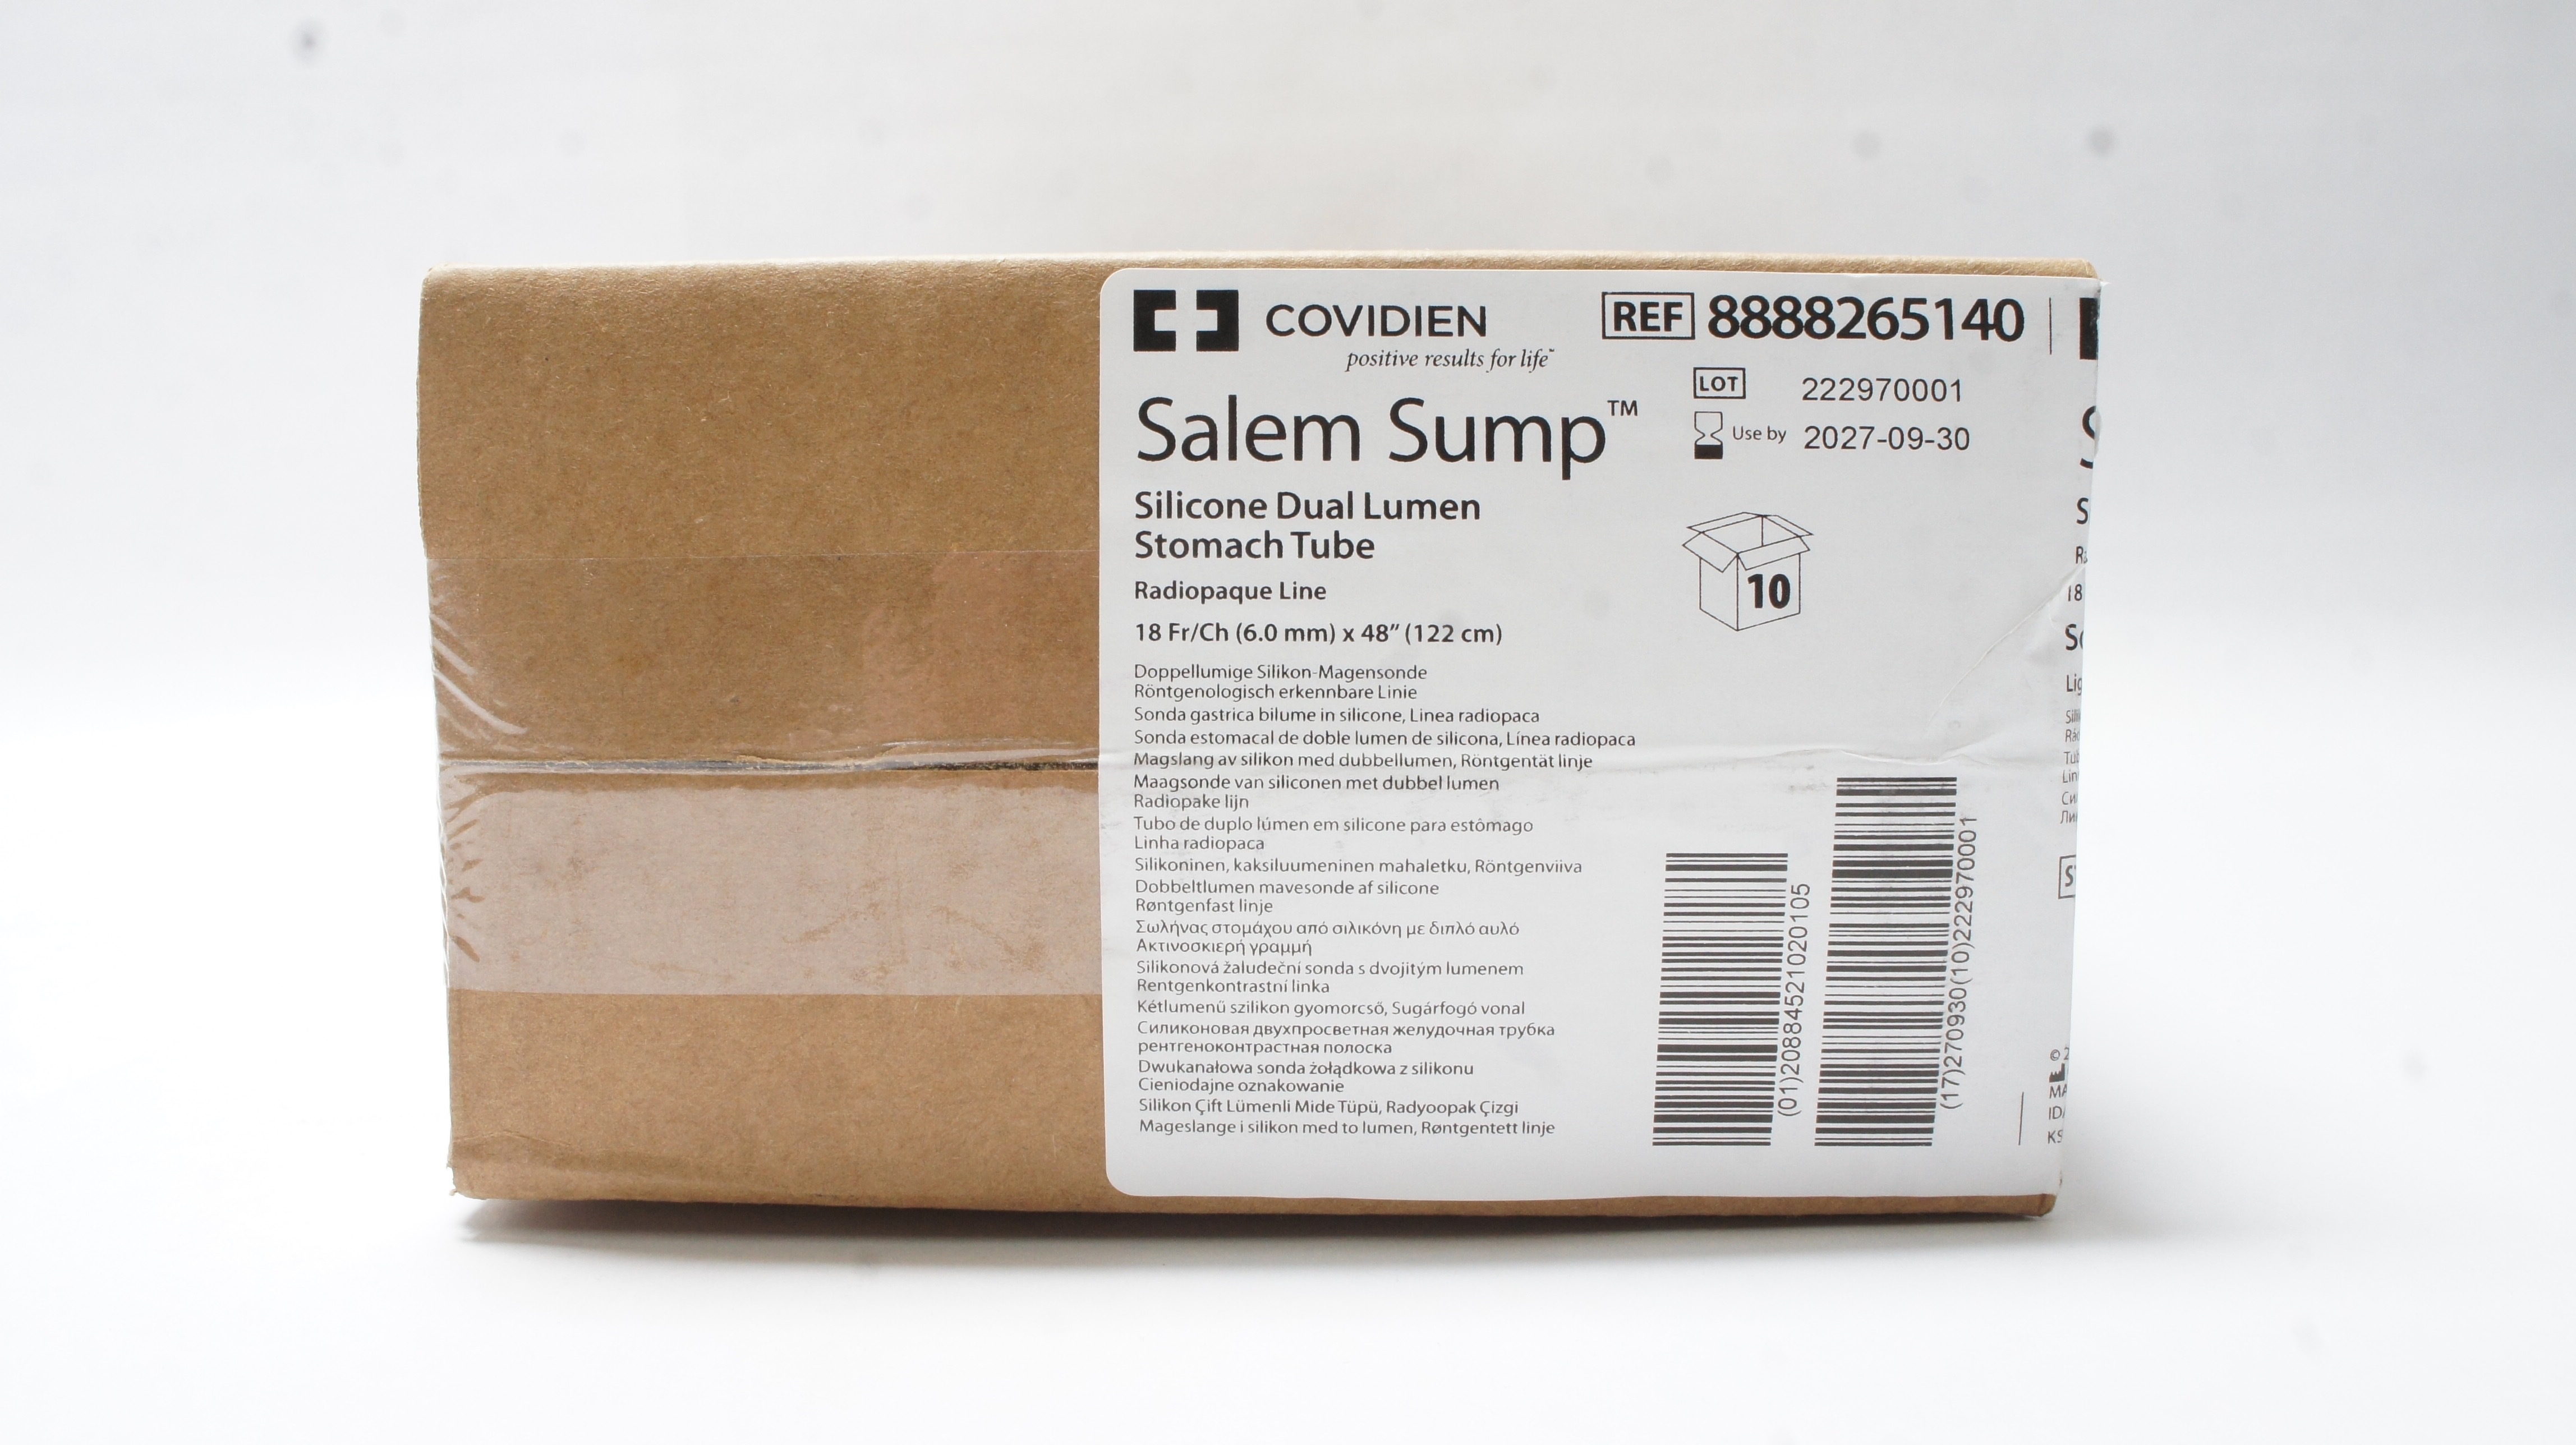 COVIDIEN
positive results for life™
REF 8888265140
LOT 222970001
Use by 2027-09-30
Salem Sump™
Silicone Dual Lumen
Stomach Tube
Radiopaque Line
18 Fr/Ch (6.0 mm) x 48” (122 cm)
10
Doppellumige Silikon-Magensonde
Röntgenologisch erkennbare Linie
Sonda gastrica bilume in silicone, Linea radiopaca
Sonda estomacal de doble lumen de silicona, Línea radiopaca
Magslang av silikon med dubbellumen, Röntgentät linje
Maagsonde van siliconen met dubbel lumen
Radiopake lijn
Tubo de duplo lúmen em silicone para estômago
Linha radiopaca
Silikoninen, kaksiluumeninen mahaletku, Röntgenviiva
Dobbeltlumen mavesonde af silicone
Røntgenfast linje
Σωλήνας στομάχου από σιλικόνη με διπλό αυλό
Ακτινοσκιερή γραμμή
Silikonová žaludeční sonda s dvojitým lumenem
Rentgenkontrastní linka
Kétlumenű szilikon gyomorcső, Sugárfogó vonal
Силиконовая двухпросветная желудочная трубка
рентгеноконтрастная полоска
Dwukanałowa sonda żołądkowa z silikonu
Cieniodajne oznakowanie
Silikon Çift Lümenli Mide Tüpü, Radyoopak Çizgi
Mageslange i silikon med to lumen, Røntgentett linje
(01)20884521020105
(17)270930(10)222970001
18